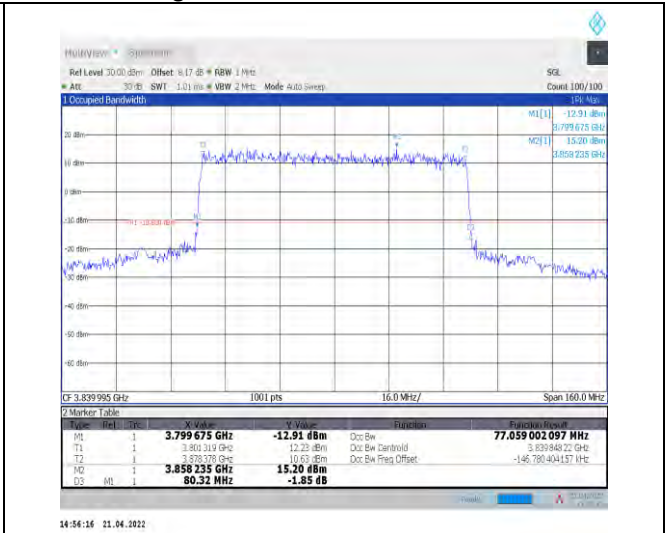 MultiView Spectrum
Ref Level 30.00 dBm Offset 8.17 dB RBW 1 MHz SGL
Att 30 dB SWT 1.01 ms VBW 2 MHz Mode Auto Sweep Count 100/100
1 Occupied Bandwidth 1Pk Max
M1[1] -12.91 dBm
3.799 675 GHz
M2[1] 15.20 dBm
3.858 235 GHz
20 dBm
10 dBm
0 dBm
-10 dBm
-20 dBm
-30 dBm
-40 dBm
-50 dBm
-60 dBm
CF 3.839 995 GHz 1001 pts 16.0 MHz/ Span 160.0 MHz
2 Marker Table
Type Ref Trc X-Value Y-Value Function Function Result
M1 1 3.799 675 GHz -12.91 dBm Occ Bw 77.059 002 097 MHz
T1 1 3.801 319 GHz 12.23 dBm Occ Bw Centroid 3.839 848 22 GHz
T2 1 3.878 378 GHz 10.63 dBm Occ Bw Freq Offset -146.780 404 157 kHz
M2 1 3.858 235 GHz 15.20 dBm
D3 M1 1 80.32 MHz -1.85 dB
14:56:16 21.04.2022